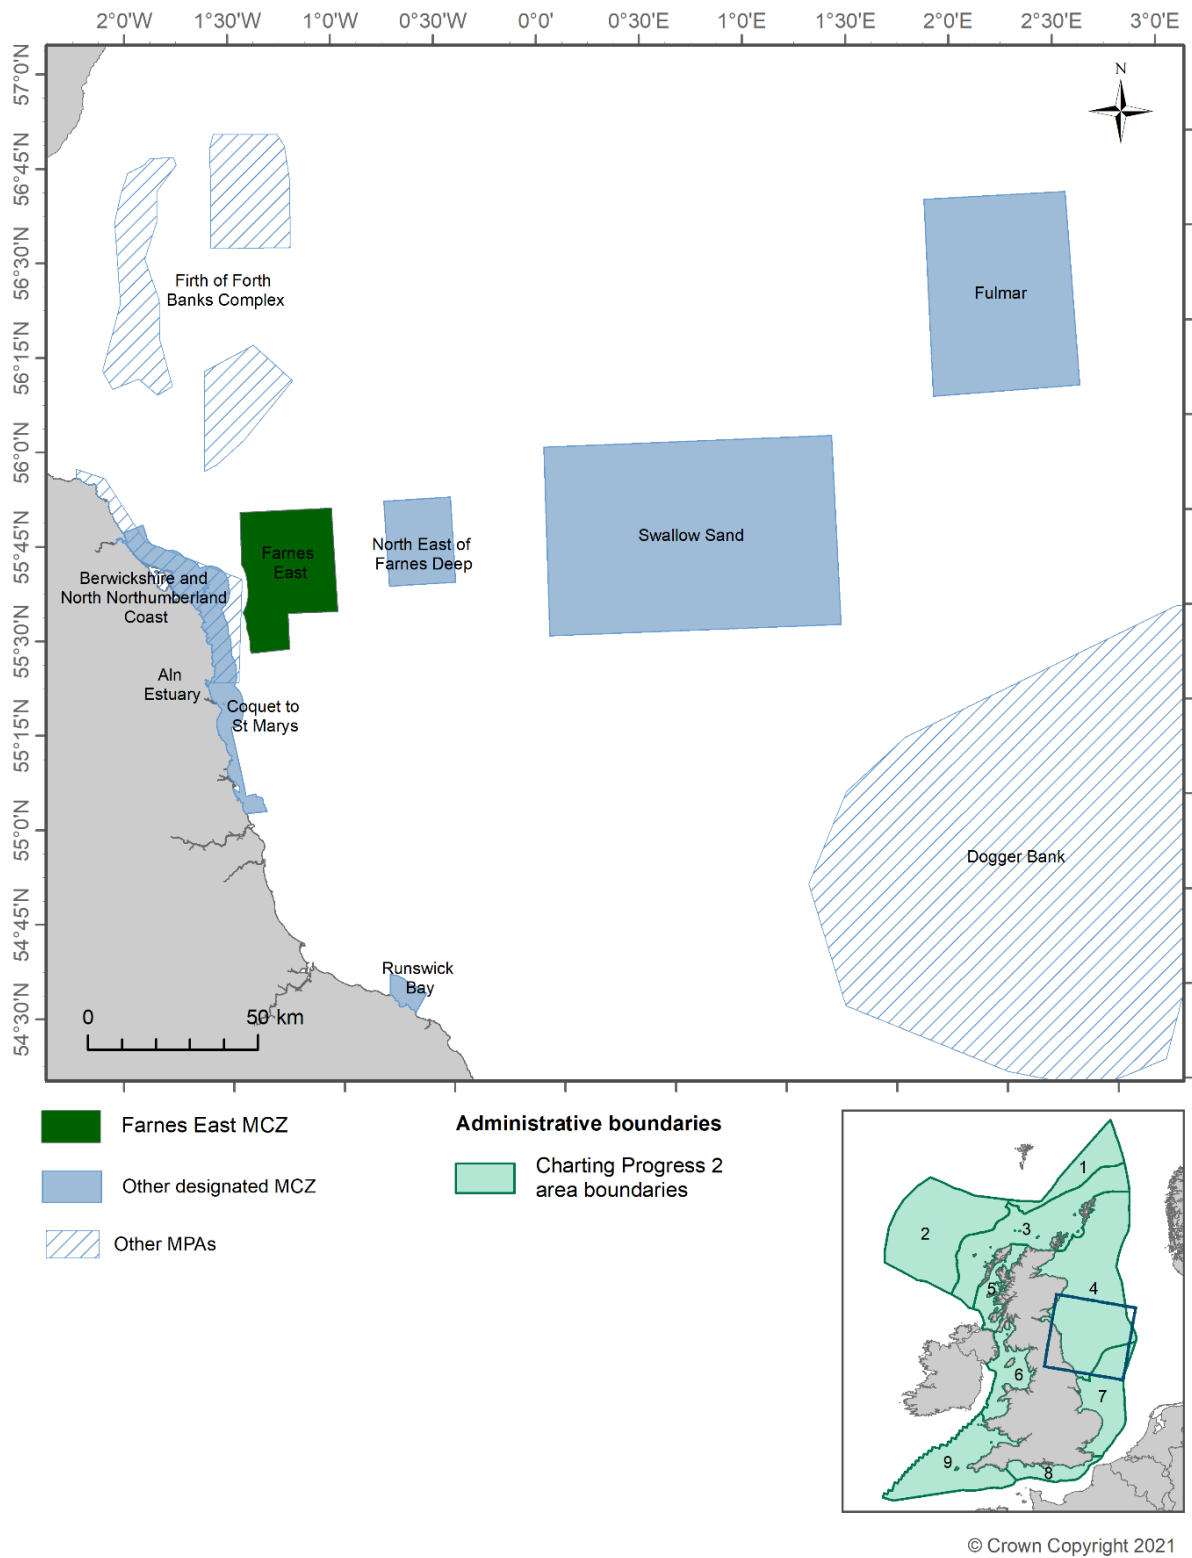 2°0'W 1°30'W 1°0'W 0°30'W 0°0' 0°30'E 1°0'E 1°30'E 2°0'E 2°30'E 3°0'E
57°0'N
56°45'N
56°30'N
56°15'N
56°0'N
55°45'N
55°30'N
55°15'N
55°0'N
54°45'N
54°30'N
N
Firth of Forth
Banks Complex
Fulmar
Swallow Sand
Farnes
East
North East of
Farnes Deep
Berwickshire and
North Northumberland
Coast
Aln
Estuary
Coquet to
St Marys
Dogger Bank
Runswick
Bay
0 50 km
Farnes East MCZ
Other designated MCZ
Other MPAs
Administrative boundaries
Charting Progress 2
area boundaries
1
2
3
4
5
6
7
8
9
© Crown Copyright 2021